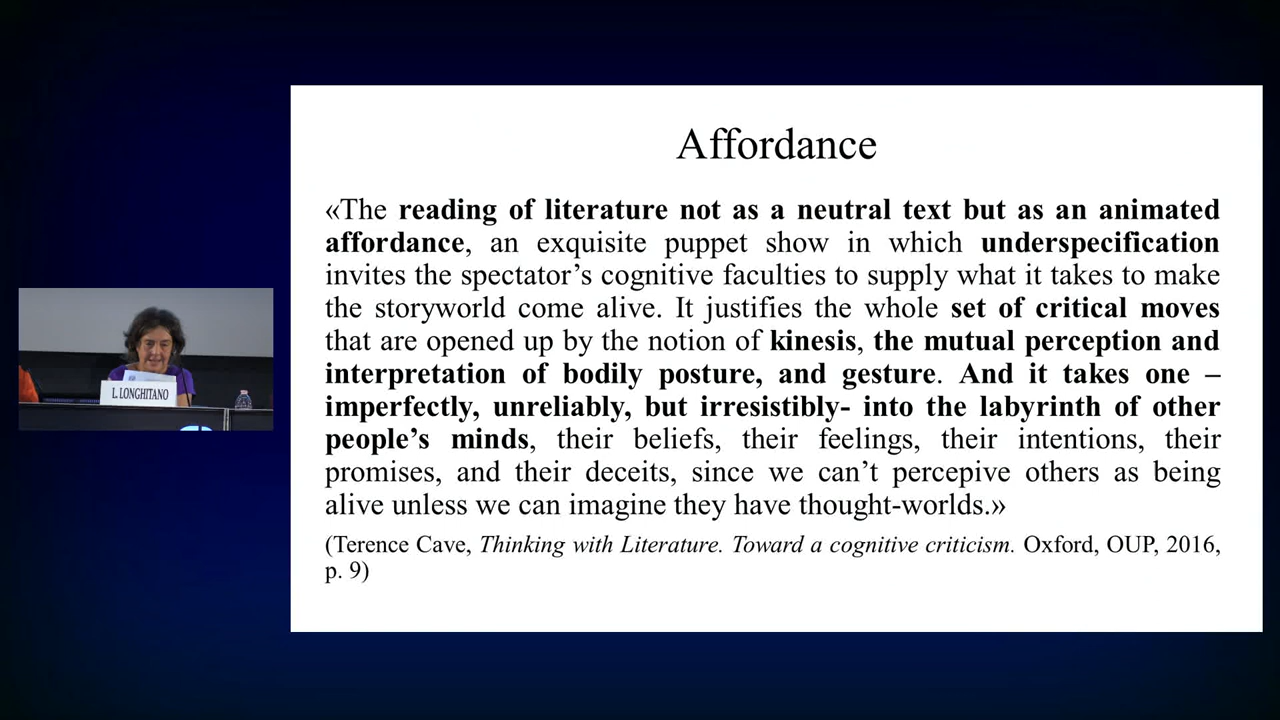 Affordance
«The reading of literature not as a neutral text but as an animated
affordance, an exquisite puppet show in which underspecification
invites the spectator's cognitive faculties to supply what it takes to make
the storyworld come alive. It justifies the whole set of critical moves
that are opened up by the notion of kinesis, the mutual perception and
interpretation of bodily posture, and gesture. And it takes one –
imperfectly, unreliably, but irresistibly- into the labyrinth of other
people's minds, their beliefs, their feelings, their intentions, their
promises, and their deceits, since we can't percepive others as being
alive unless we can imagine they have thought-worlds.»
(Terence Cave, Thinking with Literature. Toward a cognitive criticism. Oxford, OUP, 2016,
p. 9)
L. LONGHITANO